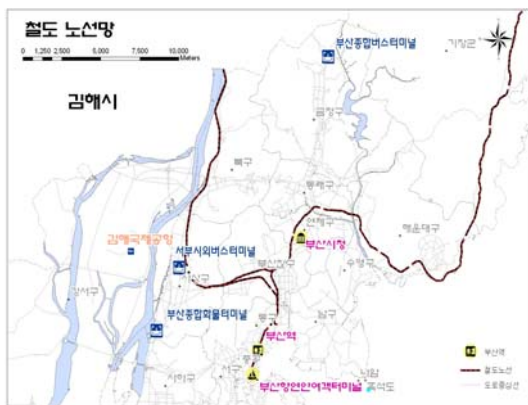 철도 노선망
0 1,250 2,500 5,000 7,500 10,000
Meters
부산종합버스터미널
기장군
김해시
금정구
북구
동래구
연제구
해운대구
김해국제공항
부산시청
서부시외버스터미널
수영구
사상구
부산진구
강서구
부산종합화물터미널
남구
동구
부산역
중구
서구
사하구
부산항연안여객터미널
부산역
철도노선
도로중심선